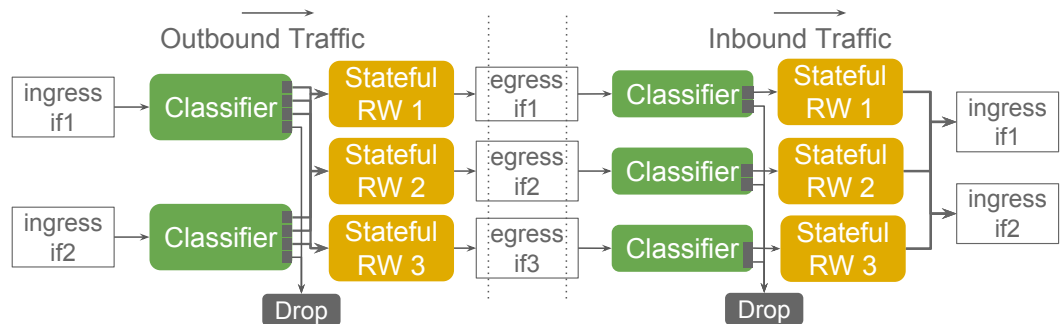 Outbound Traffic
Inbound Traffic
ingress
if1
Classifier
Stateful
RW 1
egress
if1
Classifier
Stateful
RW 1
ingress
if1
Stateful
RW 2
egress
if2
Classifier
Stateful
RW 2
ingress
if2
Classifier
Stateful
RW 3
egress
if3
Classifier
Stateful
RW 3
ingress
if2
Drop
Drop